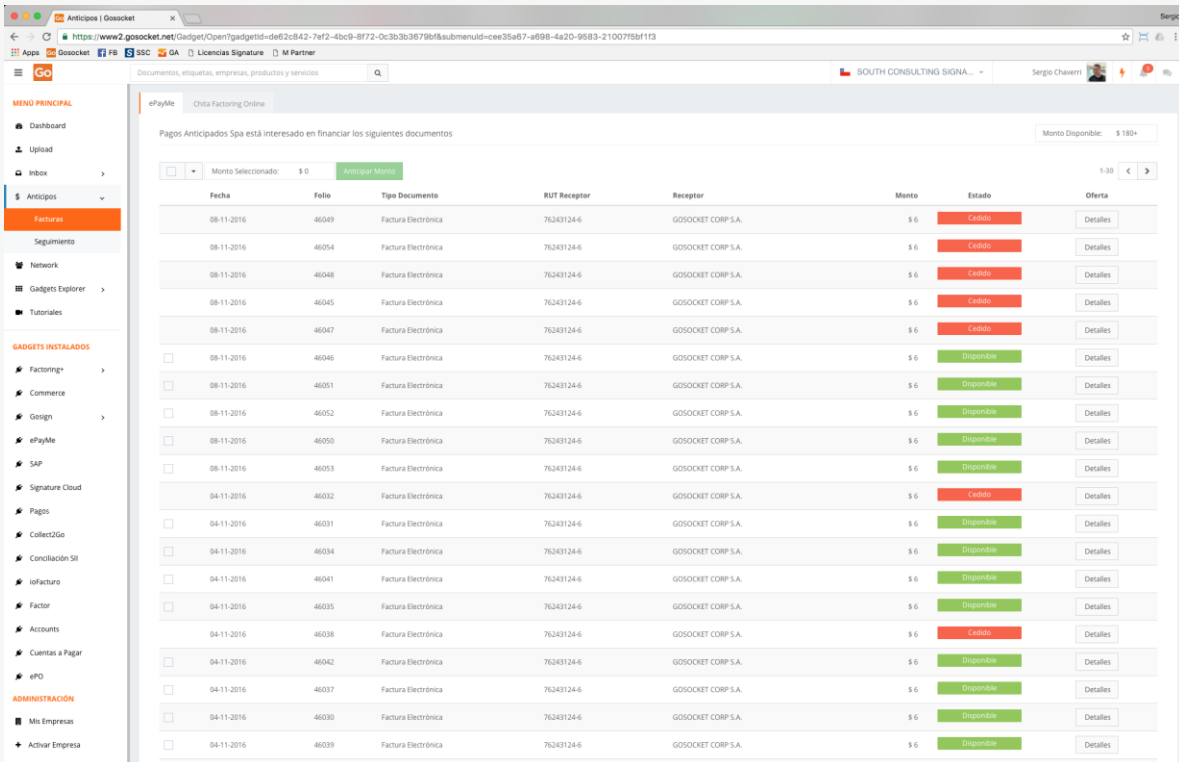 Go Anticipos | Gosocket
Sergio
https://www2.gosocket.net/Gadget/Open?gadgetId=de62c842-7ef2-4bc9-8f72-0c3b3b3679bf&submenuId=cee35a67-a698-4a20-9583-21007f5bf1f3
Apps Go Gosocket FB S SSC GA Licencias Signature M Partner
Go Documentos, etiquetas, empresas, productos y servicios SOUTH CONSULTING SIGNA... Sergio Chaverri
MENÚ PRINCIPAL
Dashboard
Upload
Inbox
$ Anticipos
Facturas
Seguimiento
Network
Gadgets Explorer
Tutoriales
GADGETS INSTALADOS
Factoring+
Commerce
Gosign
ePayMe
SAP
Signature Cloud
Pagos
Collect2Go
Conciliación SII
ioFacturo
Factor
Accounts
Cuentas a Pagar
ePO
ADMINISTRACIÓN
Mis Empresas
+ Activar Empresa
ePayMe Chita Factoring Online
Pagos Anticipados Spa está interesado en financiar los siguientes documentos Monto Disponible: $ 180+
Monto Seleccionado: $ 0 Anticipar Monto 1-30 < >
Fecha Folio Tipo Documento RUT Receptor Receptor Monto Estado Oferta
08-11-2016 46049 Factura Electrónica 76243124-6 GOSOCKET CORP S.A. $ 6 Cedido Detalles
08-11-2016 46054 Factura Electrónica 76243124-6 GOSOCKET CORP S.A. $ 6 Cedido Detalles
08-11-2016 46048 Factura Electrónica 76243124-6 GOSOCKET CORP S.A. $ 6 Cedido Detalles
08-11-2016 46045 Factura Electrónica 76243124-6 GOSOCKET CORP S.A. $ 6 Cedido Detalles
08-11-2016 46047 Factura Electrónica 76243124-6 GOSOCKET CORP S.A. $ 6 Cedido Detalles
08-11-2016 46046 Factura Electrónica 76243124-6 GOSOCKET CORP S.A. $ 6 Disponible Detalles
08-11-2016 46051 Factura Electrónica 76243124-6 GOSOCKET CORP S.A. $ 6 Disponible Detalles
08-11-2016 46052 Factura Electrónica 76243124-6 GOSOCKET CORP S.A. $ 6 Disponible Detalles
08-11-2016 46050 Factura Electrónica 76243124-6 GOSOCKET CORP S.A. $ 6 Disponible Detalles
08-11-2016 46053 Factura Electrónica 76243124-6 GOSOCKET CORP S.A. $ 6 Disponible Detalles
04-11-2016 46032 Factura Electrónica 76243124-6 GOSOCKET CORP S.A. $ 6 Cedido Detalles
04-11-2016 46031 Factura Electrónica 76243124-6 GOSOCKET CORP S.A. $ 6 Disponible Detalles
04-11-2016 46034 Factura Electrónica 76243124-6 GOSOCKET CORP S.A. $ 6 Disponible Detalles
04-11-2016 46041 Factura Electrónica 76243124-6 GOSOCKET CORP S.A. $ 6 Disponible Detalles
04-11-2016 46035 Factura Electrónica 76243124-6 GOSOCKET CORP S.A. $ 6 Disponible Detalles
04-11-2016 46038 Factura Electrónica 76243124-6 GOSOCKET CORP S.A. $ 6 Cedido Detalles
04-11-2016 46042 Factura Electrónica 76243124-6 GOSOCKET CORP S.A. $ 6 Disponible Detalles
04-11-2016 46037 Factura Electrónica 76243124-6 GOSOCKET CORP S.A. $ 6 Disponible Detalles
04-11-2016 46030 Factura Electrónica 76243124-6 GOSOCKET CORP S.A. $ 6 Disponible Detalles
04-11-2016 46039 Factura Electrónica 76243124-6 GOSOCKET CORP S.A. $ 6 Disponible Detalles